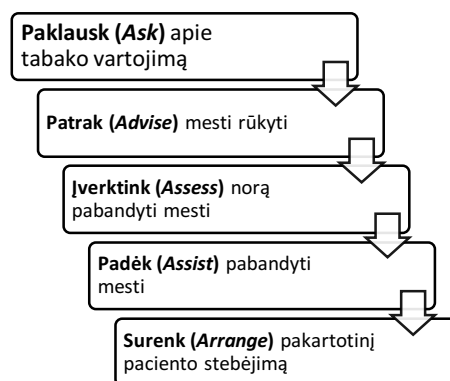 Paklausk (Ask) apie
tabako vartojimą
Patrak (Advise) mesti rūkyti
Įverktink (Assess) norą
pabandyti mesti
Padėk (Assist) pabandyti
mesti
Surenk (Arrange) pakartotinį
paciento stebėjimą